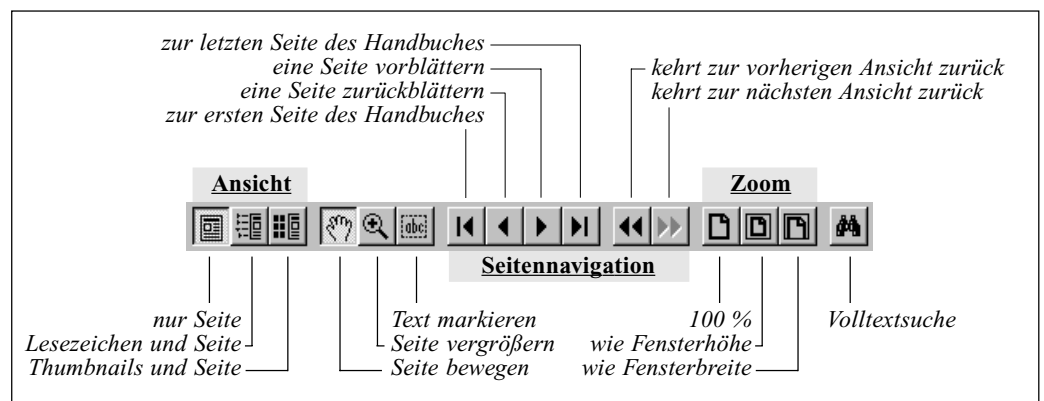 zur letzten Seite des Handbuches
eine Seite vorblättern
eine Seite zurückblättern
zur ersten Seite des Handbuches
kehrt zur vorherigen Ansicht zurück
kehrt zur nächsten Ansicht zurück
Ansicht
Zoom
abc
Seitennavigation
nur Seite
Lesezeichen und Seite
Thumbnails und Seite
Text markieren
Seite vergrößern
Seite bewegen
100 %
wie Fensterhöhe
wie Fensterbreite
Volltextsuche